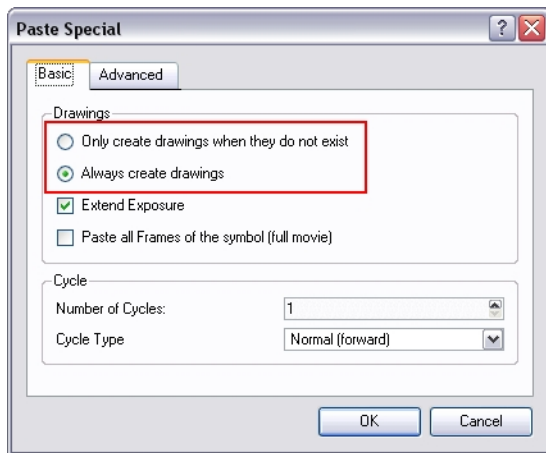 Paste Special
Basic Advanced
Drawings
Only create drawings when they do not exist
Always create drawings
Extend Exposure
Paste all Frames of the symbol (full movie)
Cycle
Number of Cycles: 1
Cycle Type Normal (forward)
OK Cancel